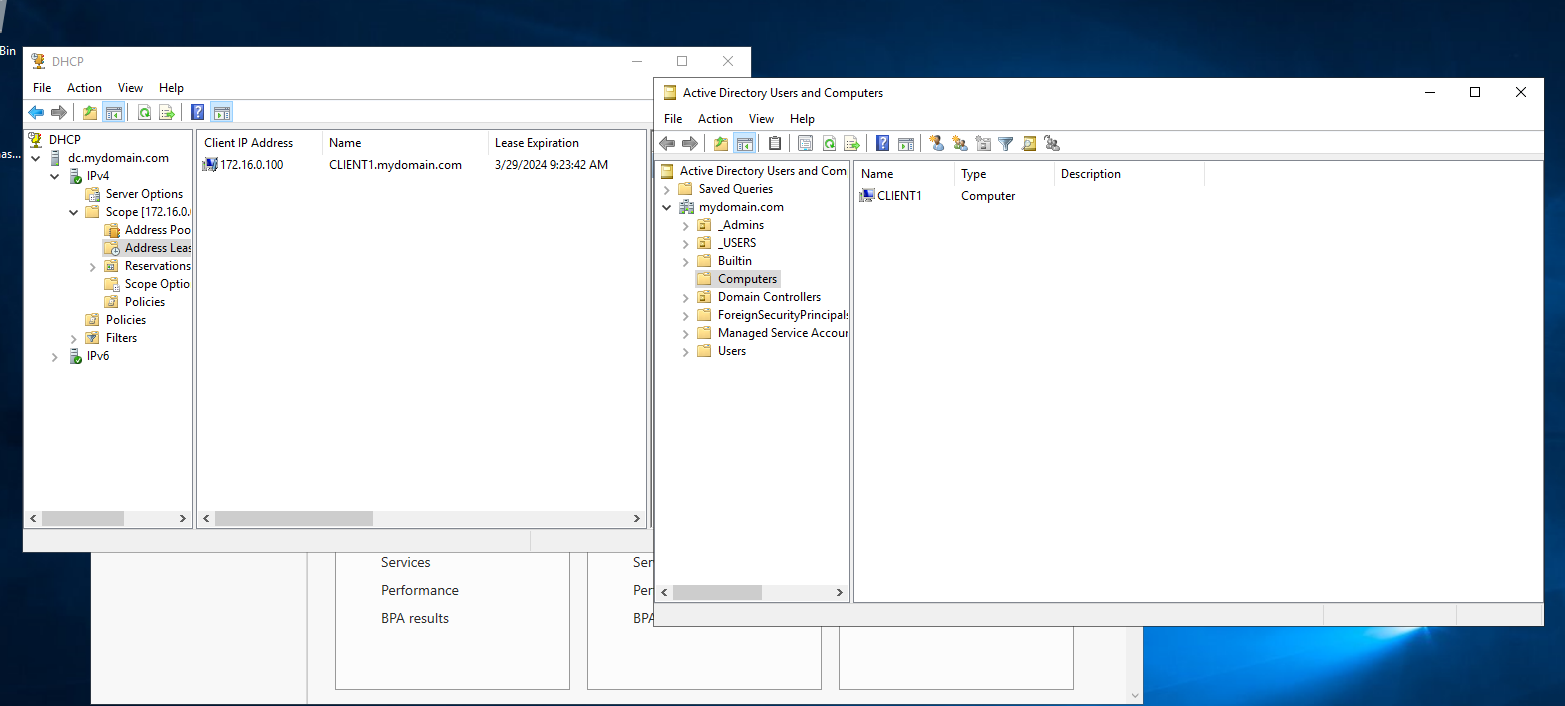 Bin
as...
DHCP
File Action View Help
DHCP
dc.mydomain.com
IPv4
Server Options
Scope [172.16.0.
Address Poo
Address Leas
Reservations
Scope Optio
Policies
Policies
Filters
IPv6
Client IP Address Name Lease Expiration
172.16.0.100 CLIENT1.mydomain.com 3/29/2024 9:23:42 AM
Active Directory Users and Computers
File Action View Help
Active Directory Users and Com
Saved Queries
mydomain.com
_Admins
_USERS
Builtin
Computers
Domain Controllers
ForeignSecurityPrincipals
Managed Service Accour
Users
Name Type Description
CLIENT1 Computer
Services
Performance
BPA results
Ser
Per
BPA